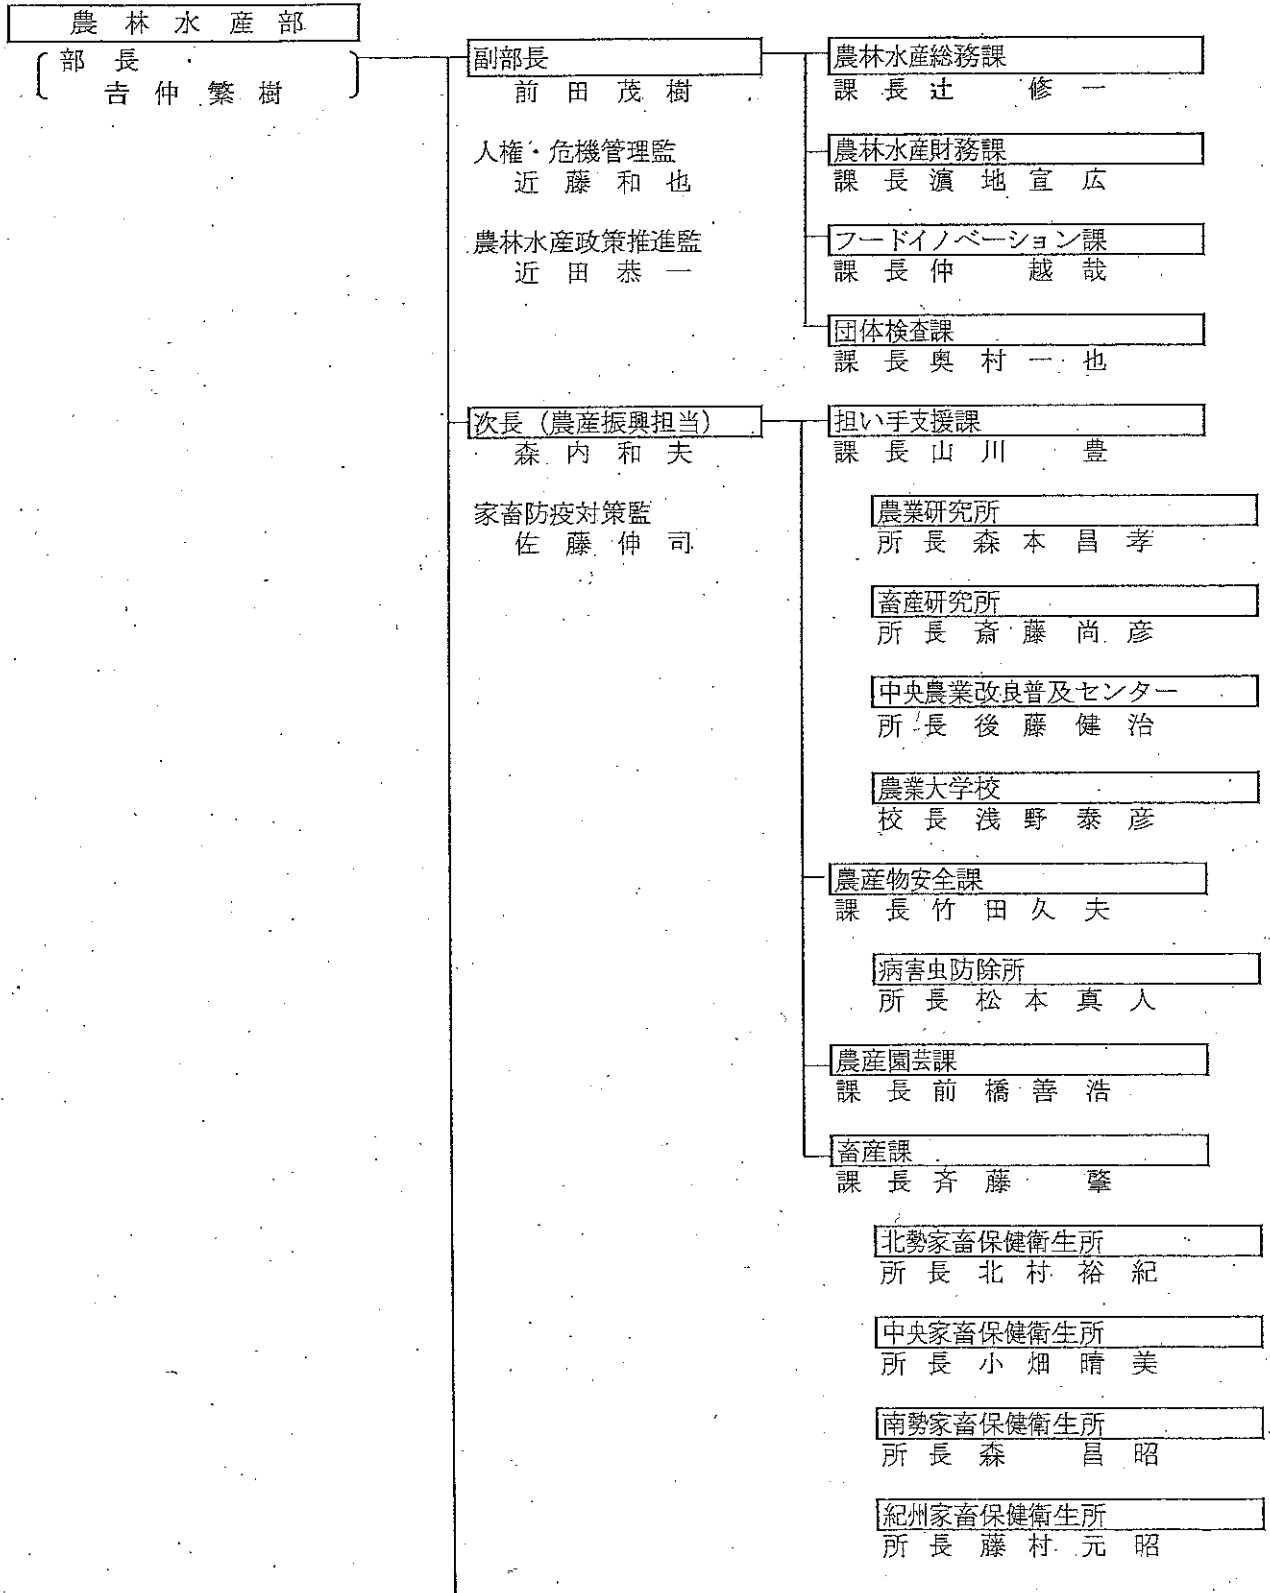 農林水産部
部長
吉仲繁樹
副部長
前田茂樹
人権・危機管理監
近藤和也
農林水産政策推進監
近田恭一
農林水産総務課
課長辻　修一
農林水産財務課
課長濵地宣広
フードイノベーション課
課長仲　越哉
団体検査課
課長奥村一也
次長（農産振興担当）
森内和夫
家畜防疫対策監
佐藤伸司
担い手支援課
課長山川　豊
農業研究所
所長森本昌孝
畜産研究所
所長斎藤尚彦
中央農業改良普及センター
所長後藤健治
農業大学校
校長浅野泰彦
農産物安全課
課長竹田久夫
病害虫防除所
所長松本真人
農産園芸課
課長前橋善浩
畜産課
課長斉藤　肇
北勢家畜保健衛生所
所長北村裕紀
中央家畜保健衛生所
所長小畑晴美
南勢家畜保健衛生所
所長森　昌昭
紀州家畜保健衛生所
所長藤村元昭